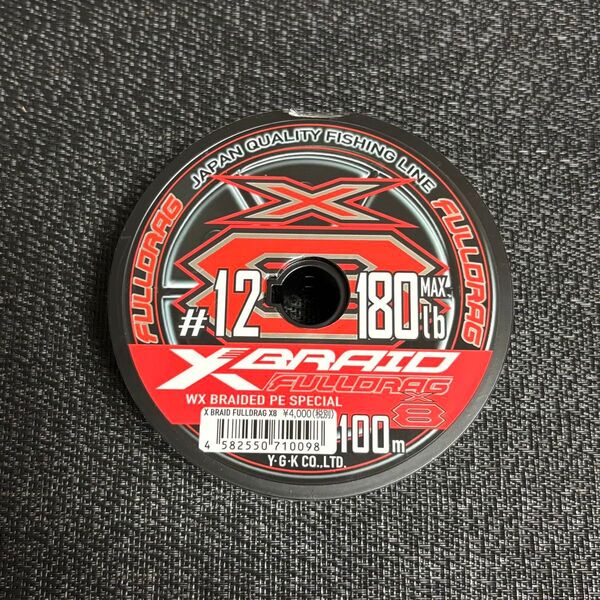 JAPAN QUALITY FISHING LINE
FULLDRAG
FULLDRAG
X
8
#12
180 MAX lb
X BRAID
FULLDRAG X8
WX BRAIDED PE SPECIAL
X BRAID FULLDRAG X8 ¥4,000(税別)
4 582550 710098
100m
Y·G·K CO.,LTD.